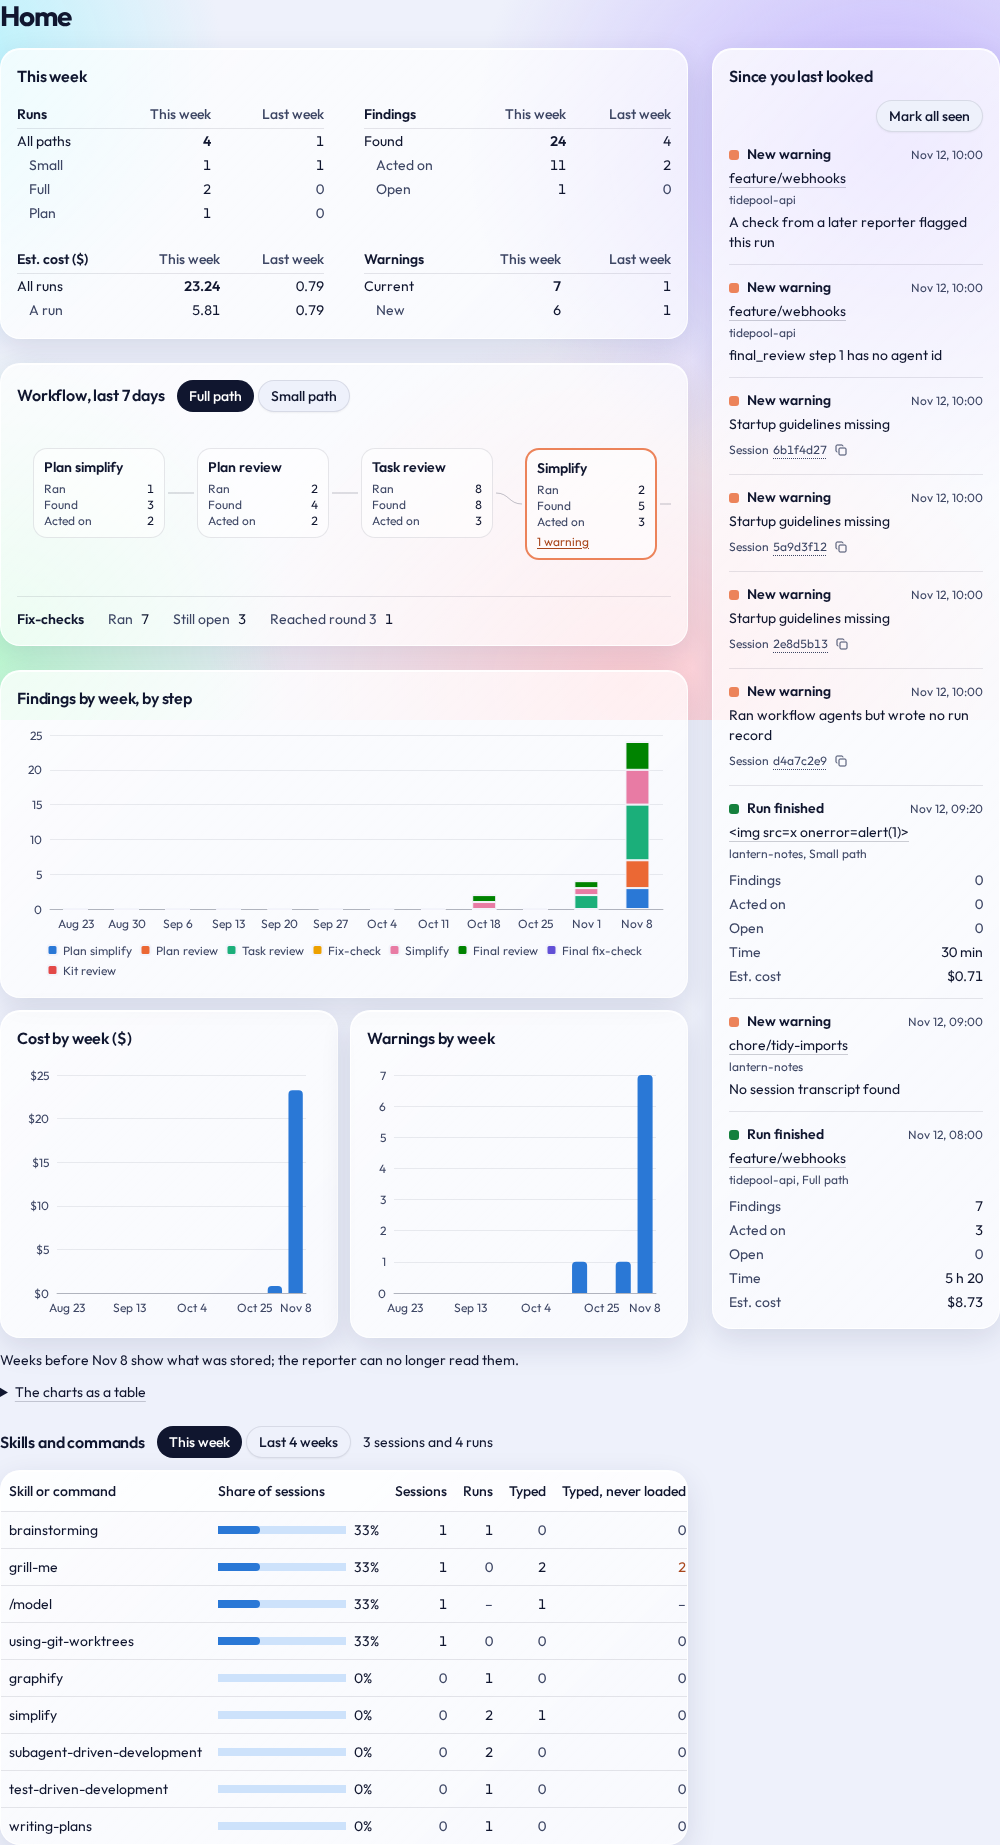 Home
This week
Runs This week Last week
All paths 4 1
Small 1 1
Full 2 0
Plan 1 0
Findings This week Last week
Found 24 4
Acted on 11 2
Open 1 0
Est. cost ($) This week Last week
All runs 23.24 0.79
A run 5.81 0.79
Warnings This week Last week
Current 7 1
New 6 1
Workflow, last 7 days Full path Small path
Plan simplify
Ran 1
Found 3
Acted on 2
Plan review
Ran 2
Found 4
Acted on 2
Task review
Ran 8
Found 8
Acted on 3
Simplify
Ran 2
Found 5
Acted on 3
1 warning
Fix-checks Ran 7 Still open 3 Reached round 3 1
Findings by week, by step
25
20
15
10
5
0
Aug 23 Aug 30 Sep 6 Sep 13 Sep 20 Sep 27 Oct 4 Oct 11 Oct 18 Oct 25 Nov 1 Nov 8
Plan simplify Plan review Task review Fix-check Simplify Final review Final fix-check
Kit review
Cost by week ($)
$25
$20
$15
$10
$5
$0
Aug 23 Sep 13 Oct 4 Oct 25 Nov 8
Warnings by week
7
6
5
4
3
2
1
0
Aug 23 Sep 13 Oct 4 Oct 25 Nov 8
Weeks before Nov 8 show what was stored; the reporter can no longer read them.
The charts as a table
Skills and commands This week Last 4 weeks 3 sessions and 4 runs
Skill or command Share of sessions Sessions Runs Typed Typed, never loaded
brainstorming 33% 1 1 0 0
grill-me 33% 1 0 2 2
/model 33% 1 – 1 –
using-git-worktrees 33% 1 0 0 0
graphify 0% 0 1 0 0
simplify 0% 0 2 1 0
subagent-driven-development 0% 0 2 0 0
test-driven-development 0% 0 1 0 0
writing-plans 0% 0 1 0 0
Since you last looked
Mark all seen
New warning Nov 12, 10:00
feature/webhooks
tidepool-api
A check from a later reporter flagged
this run
New warning Nov 12, 10:00
feature/webhooks
tidepool-api
final_review step 1 has no agent id
New warning Nov 12, 10:00
Startup guidelines missing
Session 6b1f4d27
New warning Nov 12, 10:00
Startup guidelines missing
Session 5a9d3f12
New warning Nov 12, 10:00
Startup guidelines missing
Session 2e8d5b13
New warning Nov 12, 10:00
Ran workflow agents but wrote no run
record
Session d4a7c2e9
Run finished Nov 12, 09:20
<img src=x onerror=alert(1)>
lantern-notes, Small path
Findings 0
Acted on 0
Open 0
Time 30 min
Est. cost $0.71
New warning Nov 12, 09:00
chore/tidy-imports
lantern-notes
No session transcript found
Run finished Nov 12, 08:00
feature/webhooks
tidepool-api, Full path
Findings 7
Acted on 3
Open 0
Time 5 h 20
Est. cost $8.73